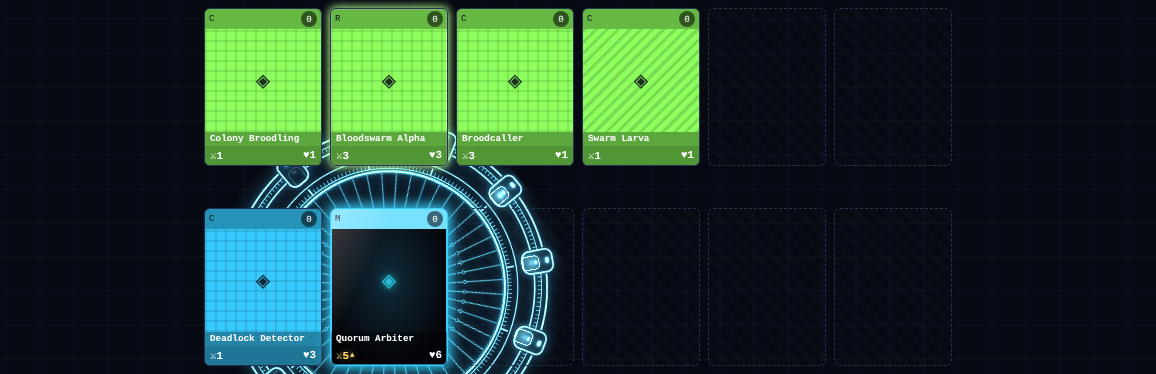 C 0 R 0 C 0 C 0
Colony Broodling Bloodswarm Alpha Broodcaller Swarm Larva
⚔1 ♥1 ⚔3 ♥3 ⚔3 ♥1 ⚔1 ♥1
C 0 M 0
Deadlock Detector Quorum Arbiter
⚔1 ♥3 ⚔5▲ ♥6